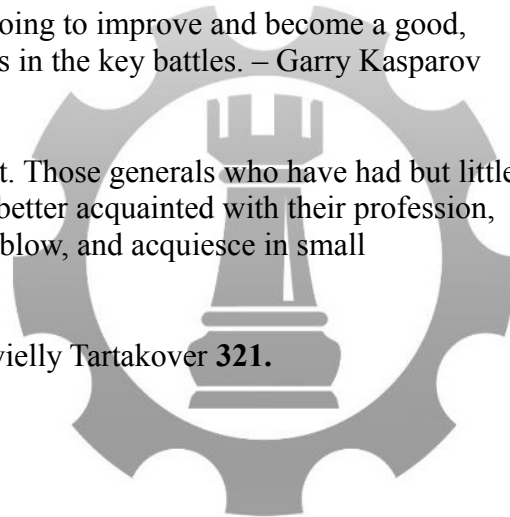 oing to improve and become a good,
s in the key battles. – Garry Kasparov
t. Those generals who have had but little
better acquainted with their profession,
blow, and acquiesce in small
vielly Tartakover 321.